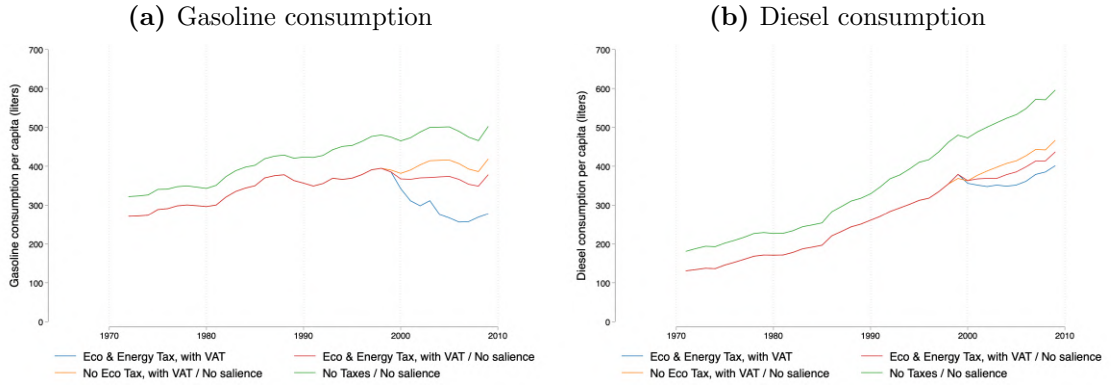 (a) Gasoline consumption
(b) Diesel consumption
Gasoline consumption per capita (liters)
700
600
500
400
300
200
100
0
1970
1980
1990
2000
2010
Eco & Energy Tax, with VAT
Eco & Energy Tax, with VAT / No salience
No Eco Tax, with VAT / No salience
No Taxes / No salience
Diesel consumption per capita (liters)
700
600
500
400
300
200
100
0
1970
1980
1990
2000
2010
Eco & Energy Tax, with VAT
Eco & Energy Tax, with VAT / No salience
No Eco Tax, with VAT / No salience
No Taxes / No salience